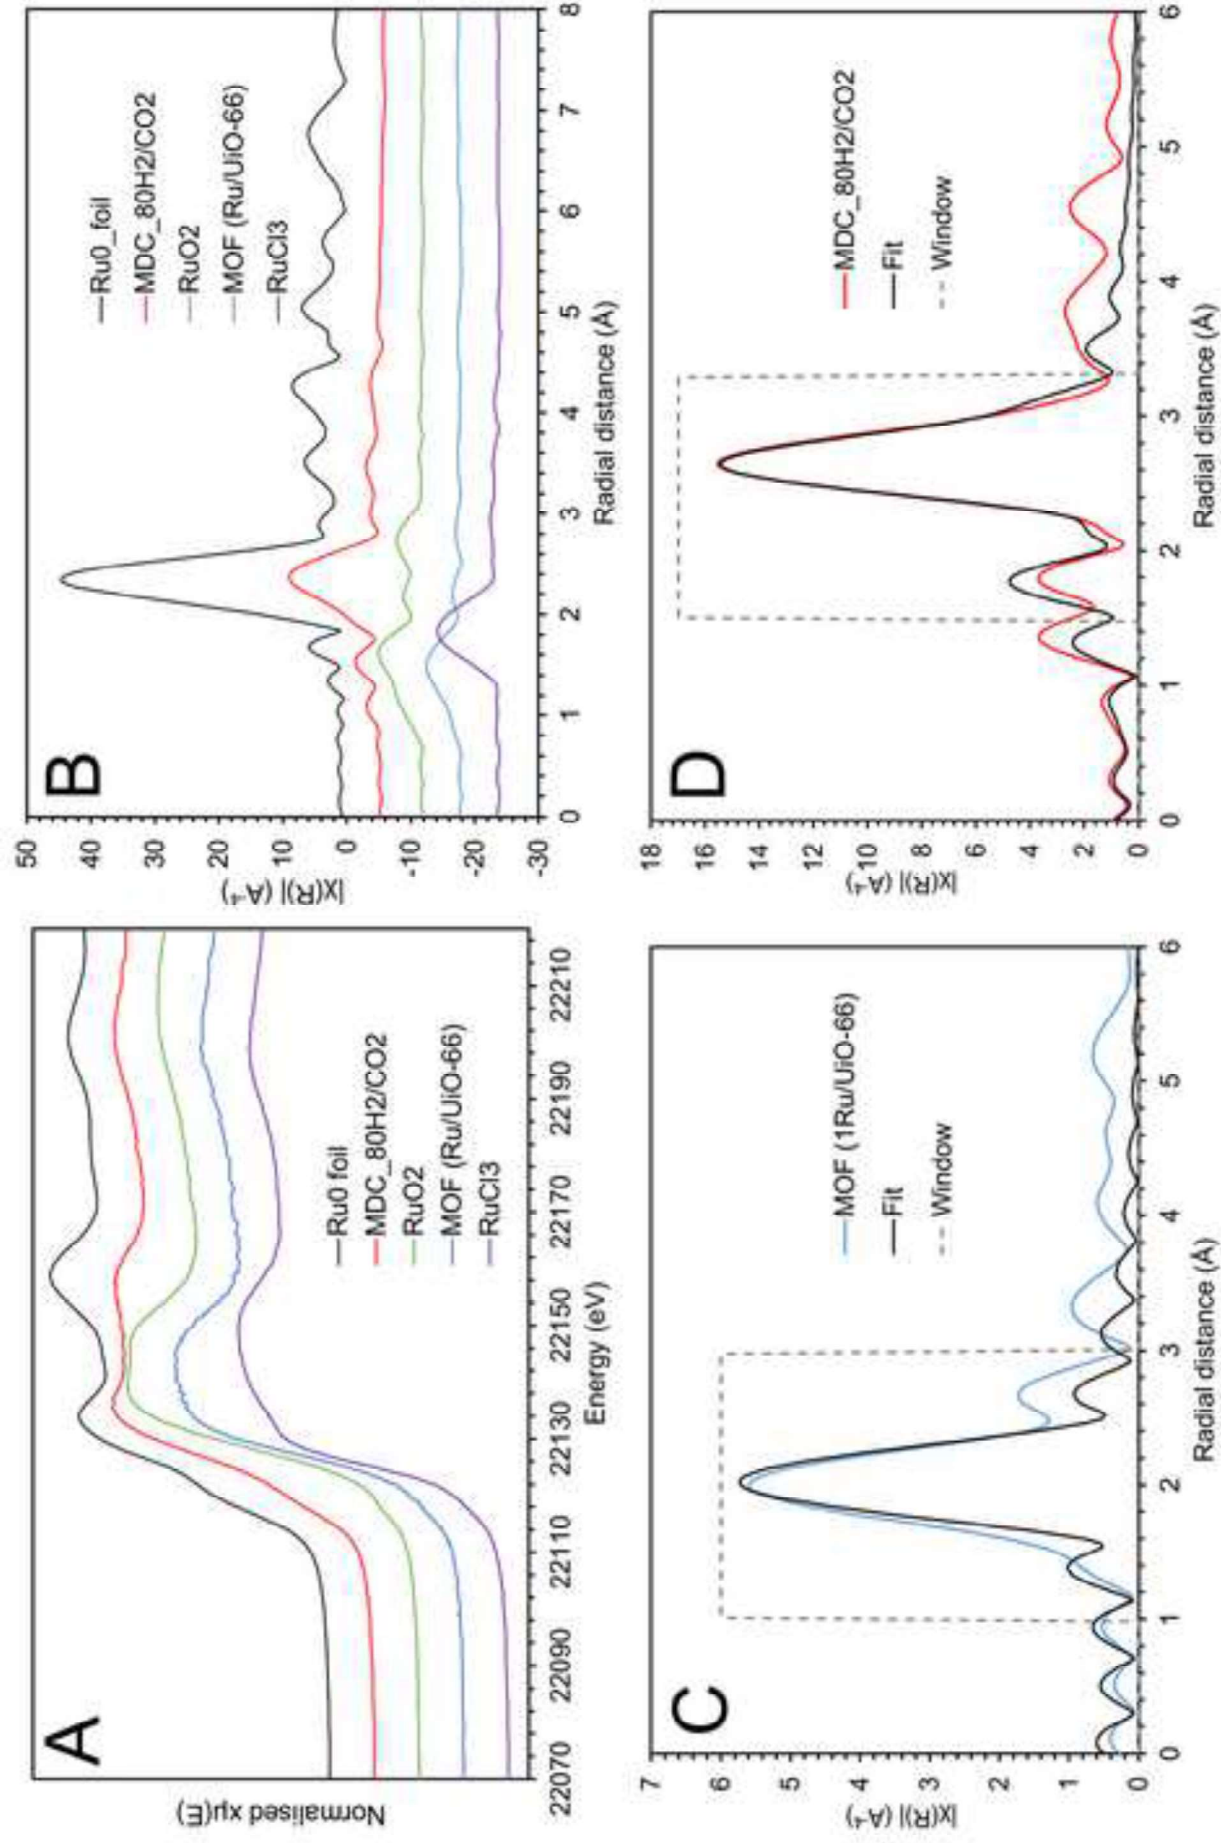 A
Normalised xμ(E)
22070 22090 22110 22130 22150 22170 22190 22210
Energy (eV)
Ru0 foil
MDC_80H2/CO2
RuO2
MOF (Ru/UiO-66)
RuCl3
B
|χ(R)| (A⁻⁴)
50
40
30
20
10
0
-10
-20
-30
0 1 2 3 4 5 6 7 8
Radial distance (Å)
Ru0_foil
MDC_80H2/CO2
RuO2
MOF (Ru/UiO-66)
RuCl3
C
|χ(R)| (A⁻⁴)
7
6
5
4
3
2
1
0
0 1 2 3 4 5 6
Radial distance (Å)
MOF (1Ru/UiO-66)
Fit
Window
D
|χ(R)| (A⁻⁴)
18
16
14
12
10
8
6
4
2
0
0 1 2 3 4 5 6
Radial distance (Å)
MDC_80H2/CO2
Fit
Window